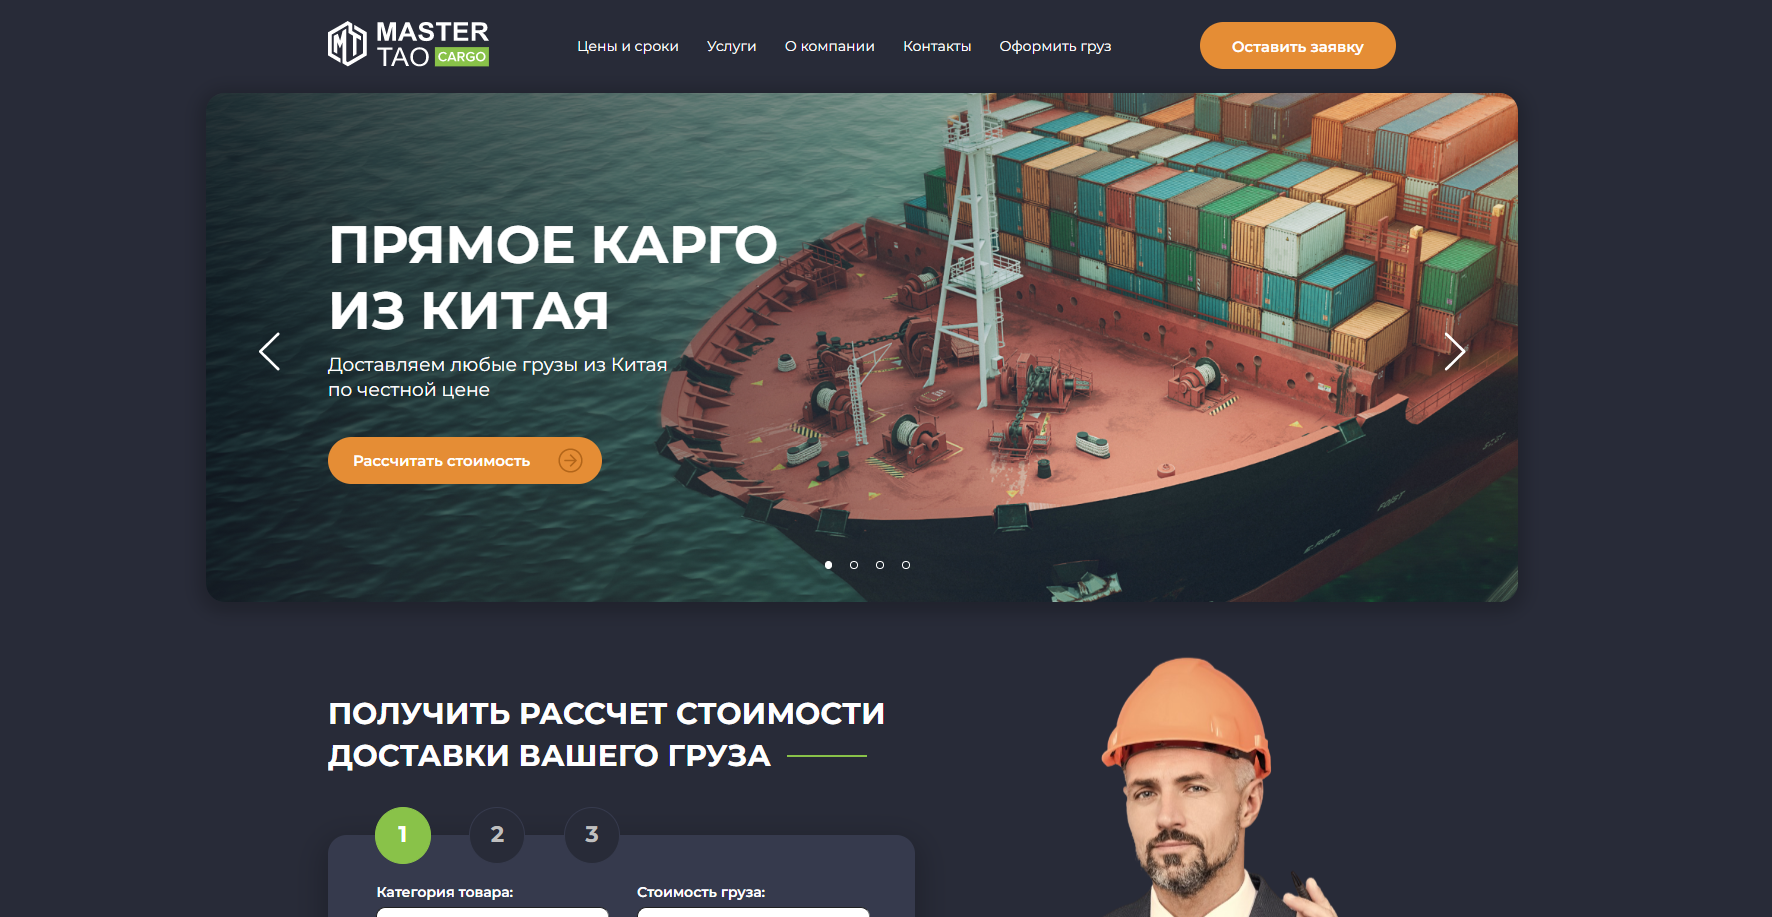 MASTER
TAO CARGO
Цены и сроки Услуги О компании Контакты Оформить груз
Оставить заявку
ПРЯМОЕ КАРГО
ИЗ КИТАЯ
Доставляем любые грузы из Китая
по честной цене
Рассчитать стоимость
ПОЛУЧИТЬ РАССЧЕТ СТОИМОСТИ
ДОСТАВКИ ВАШЕГО ГРУЗА
1 2 3
Категория товара: Стоимость груза: